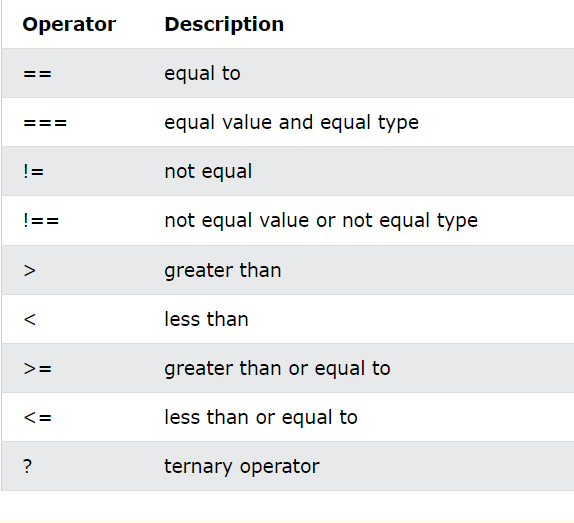 Operator Description
== equal to
=== equal value and equal type
!= not equal
!== not equal value or not equal type
> greater than
< less than
>= greater than or equal to
<= less than or equal to
? ternary operator